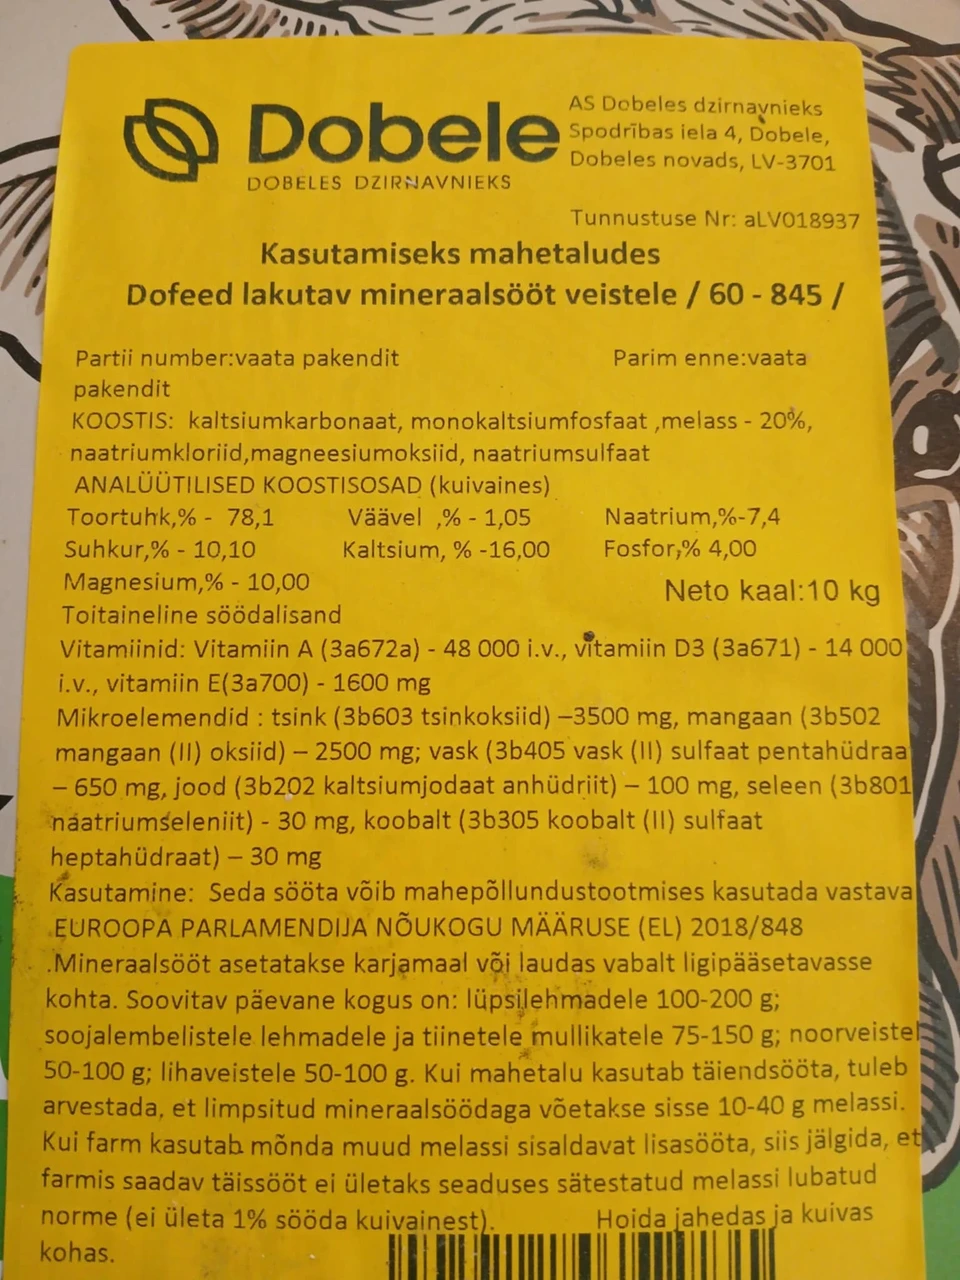 Dobele
DOBELES DZIRNAVNIEKS
AS Dobeles dzirnavnieks
Spodrības iela 4, Dobele,
Dobeles novads, LV-3701
Tunnustuse Nr: aLV018937
Kasutamiseks mahetaludes
Dofeed lakutav mineraalsööt veistele / 60 - 845 /
Partii number:vaata pakendit Parim enne:vaata
pakendit
KOOSTIS: kaltsiumkarbonaat, monokaltsiumfosfaat ,melass - 20%,
naatriumkloriid,magneesiumoksiid, naatriumsulfaat
ANALÜÜTILISED KOOSTISOSAD (kuivaines)
Toortuhk,% - 78,1 Väävel ,% - 1,05 Naatrium,%-7,4
Suhkur,% - 10,10 Kaltsium, % -16,00 Fosfor,% 4,00
Magnesium,% - 10,00 Neto kaal:10 kg
Toitaineline söödalisand
Vitamiinid: Vitamiin A (3a672a) - 48 000 i.v., vitamiin D3 (3a671) - 14 000
i.v., vitamiin E(3a700) - 1600 mg
Mikroelemendid : tsink (3b603 tsinkoksiid) –3500 mg, mangaan (3b502
mangaan (II) oksiid) – 2500 mg; vask (3b405 vask (II) sulfaat pentahüdraa
– 650 mg, jood (3b202 kaltsiumjodaat anhüdriit) – 100 mg, seleen (3b801
naatriumseleniit) - 30 mg, koobalt (3b305 koobalt (II) sulfaat
heptahüdraat) – 30 mg
Kasutamine: Seda sööta võib mahepõllundustootmises kasutada vastava
EUROOPA PARLAMENDIJA NÕUKOGU MÄÄRUSE (EL) 2018/848
.Mineraalsööt asetatakse karjamaal või laudas vabalt ligipääsetavasse
kohta. Soovitav päevane kogus on: lüpsilehmadele 100-200 g;
soojalembelistele lehmadele ja tiinetele mullikatele 75-150 g; noorveistel
50-100 g; lihaveistele 50-100 g. Kui mahetalu kasutab täiendsööta, tuleb
arvestada, et limpsitud mineraalsöödaga võetakse sisse 10-40 g melassi.
Kui farm kasutab mõnda muud melassi sisaldavat lisasööta, siis jälgida, et
farmis saadav täissööt ei ületaks seaduses sätestatud melassi lubatud
norme (ei ületa 1% sööda kuivainest). Hoida jahedas ja kuivas
kohas.